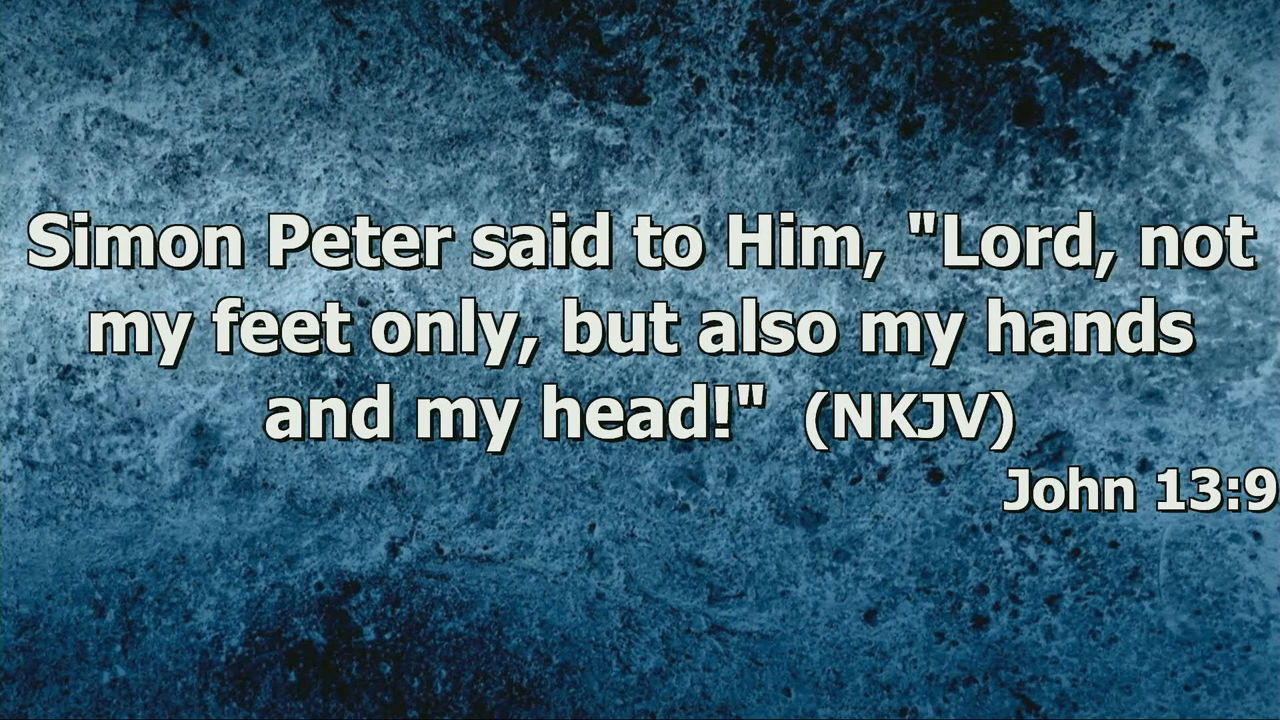 Simon Peter said to Him, "Lord, not
my feet only, but also my hands
and my head!" (NKJV)
John 13:9